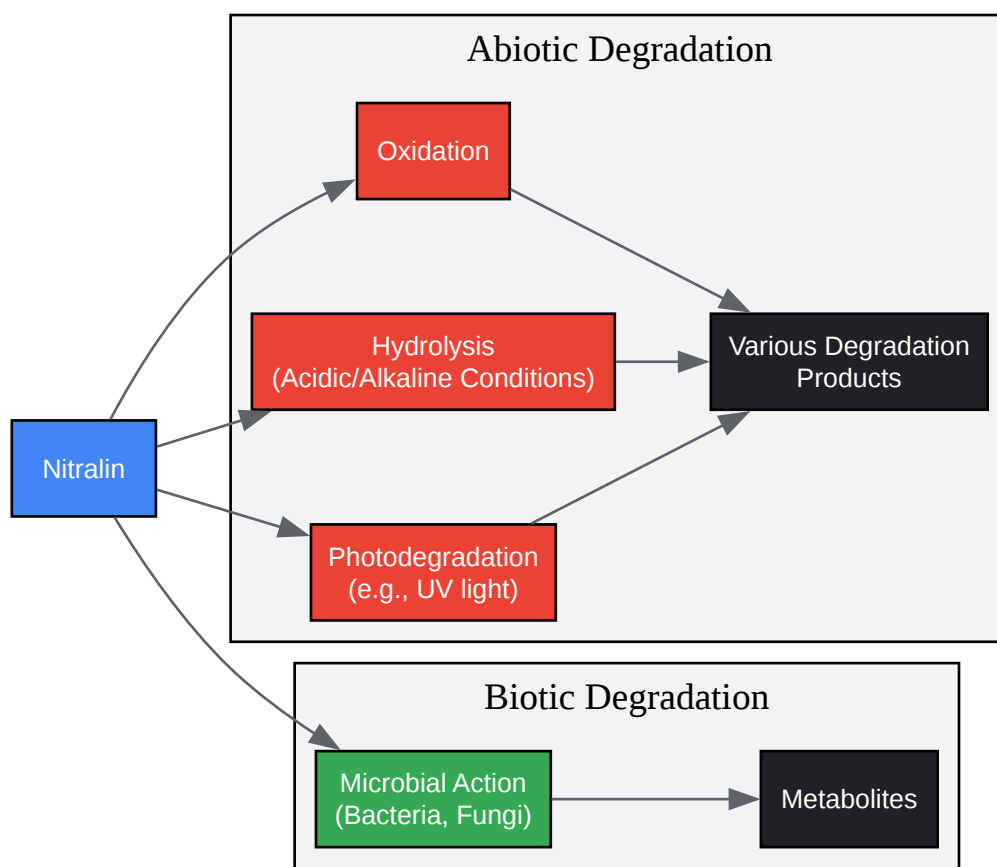 Abiotic Degradation
Oxidation
Hydrolysis
(Acidic/Alkaline Conditions)
Various Degradation
Products
Nitralin
Photodegradation
(e.g., UV light)
Biotic Degradation
Microbial Action
(Bacteria, Fungi)
Metabolites